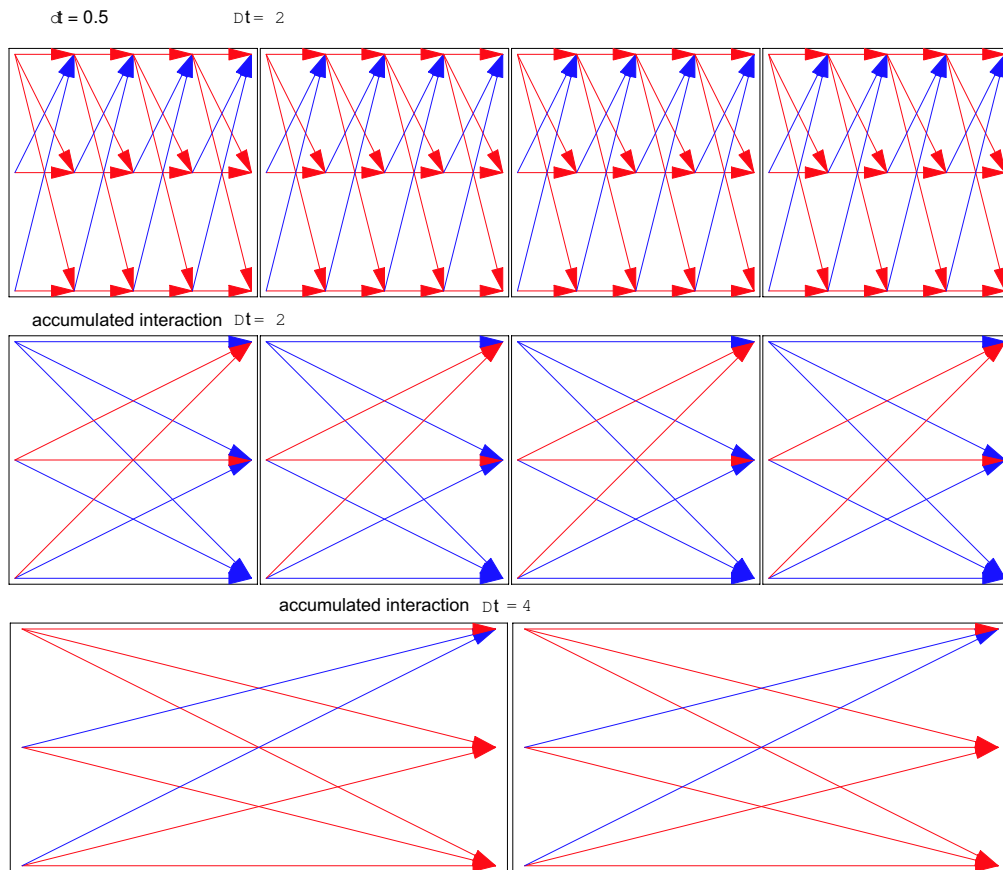 dt = 0.5 Dt = 2
accumulated interaction Dt = 2
accumulated interaction Dt = 4